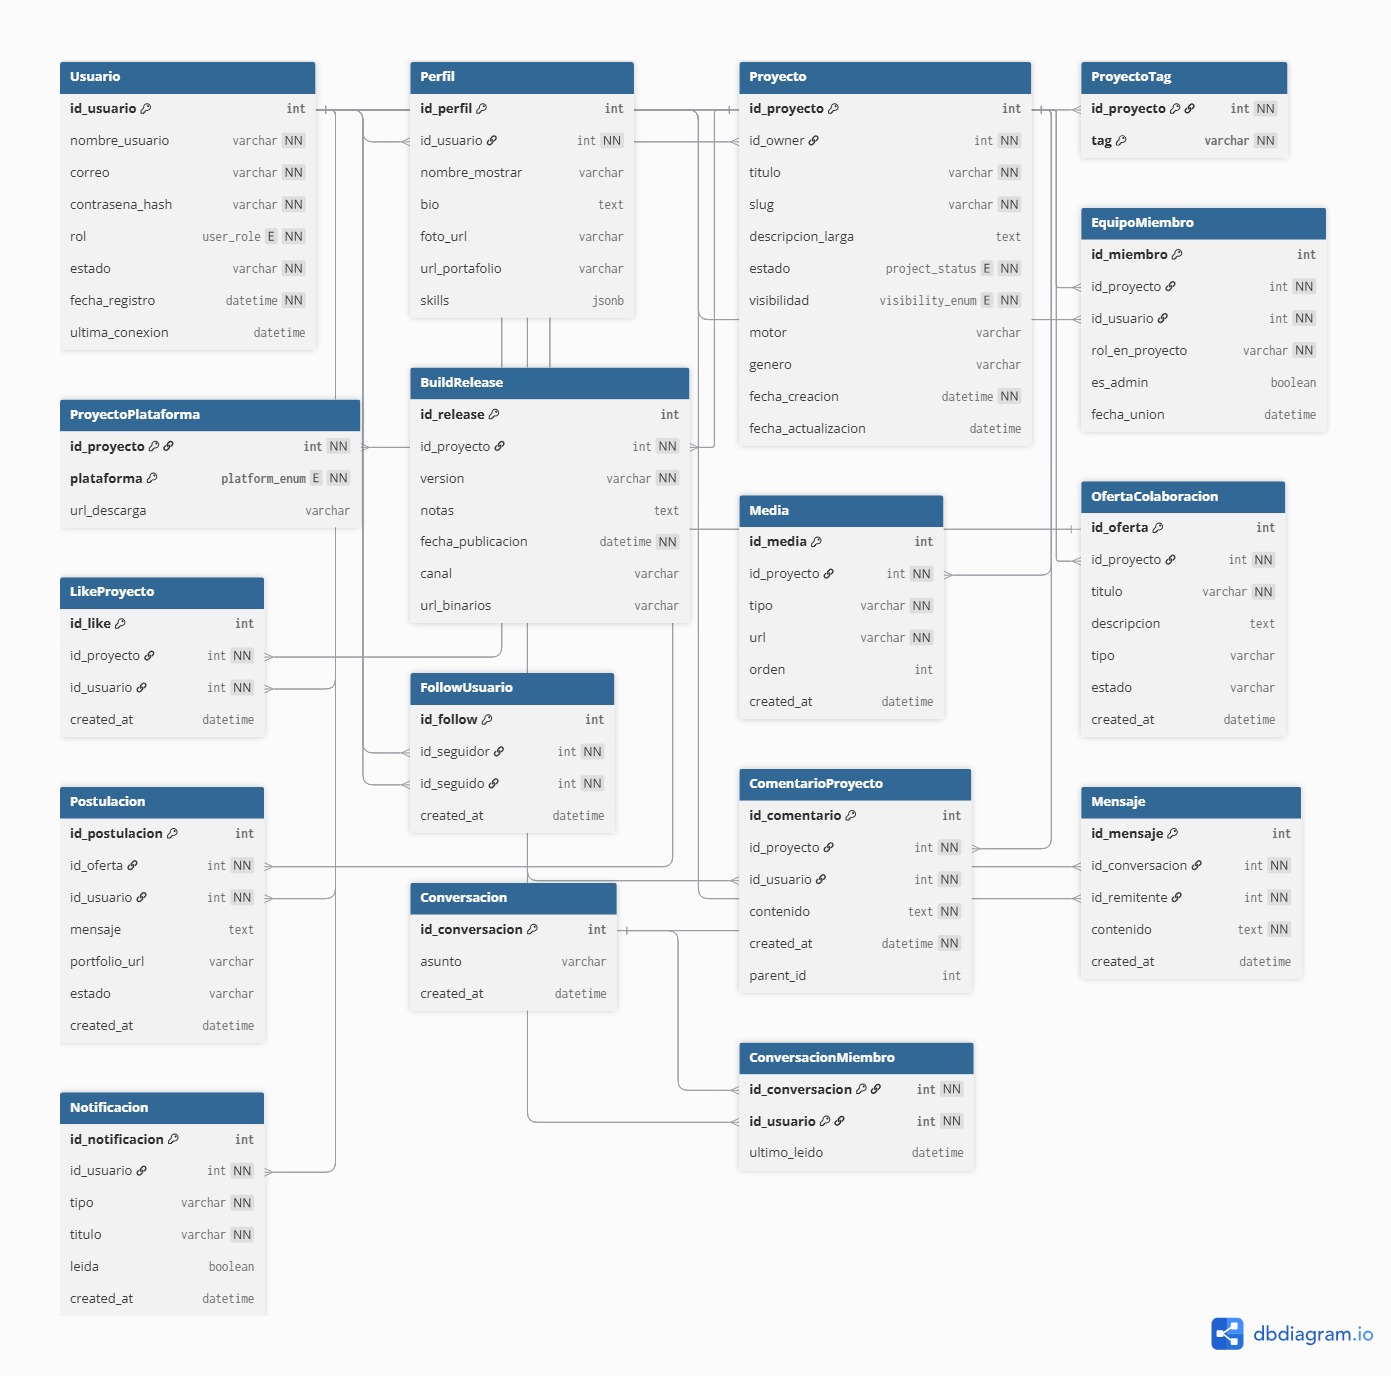 Usuario
id_usuario int
nombre_usuario varchar NN
correo varchar NN
contrasena_hash varchar NN
rol user_role E NN
estado varchar NN
fecha_registro datetime NN
ultima_conexion datetime
Perfil
id_perfil int
id_usuario int NN
nombre_mostrar varchar
bio text
foto_url varchar
url_portafolio varchar
skills jsonb
Proyecto
id_proyecto int
id_owner int NN
titulo varchar NN
slug varchar NN
descripcion_larga text
estado project_status E NN
visibilidad visibility_enum E NN
motor varchar
genero varchar
fecha_creacion datetime NN
fecha_actualizacion datetime
ProyectoTag
id_proyecto int NN
tag varchar NN
EquipoMiembro
id_miembro int
id_proyecto int NN
id_usuario int NN
rol_en_proyecto varchar NN
es_admin boolean
fecha_union datetime
ProyectoPlataforma
id_proyecto int NN
plataforma platform_enum E NN
url_descarga varchar
BuildRelease
id_release int
id_proyecto int NN
version varchar NN
notas text
fecha_publicacion datetime NN
canal varchar
url_binarios varchar
Media
id_media int
id_proyecto int NN
tipo varchar NN
url varchar NN
orden int
created_at datetime
OfertaColaboracion
id_oferta int
id_proyecto int NN
titulo varchar NN
descripcion text
tipo varchar
estado varchar
created_at datetime
LikeProyecto
id_like int
id_proyecto int NN
id_usuario int NN
created_at datetime
FollowUsuario
id_follow int
id_seguidor int NN
id_seguido int NN
created_at datetime
ComentarioProyecto
id_comentario int
id_proyecto int NN
id_usuario int NN
contenido text NN
created_at datetime NN
parent_id int
Mensaje
id_mensaje int
id_conversacion int NN
id_remitente int NN
contenido text NN
created_at datetime
Postulacion
id_postulacion int
id_oferta int NN
id_usuario int NN
mensaje text
portfolio_url varchar
estado varchar
created_at datetime
Conversacion
id_conversacion int
asunto varchar
created_at datetime
ConversacionMiembro
id_conversacion int NN
id_usuario int NN
ultimo_leido datetime
Notificacion
id_notificacion int
id_usuario int NN
tipo varchar NN
titulo varchar NN
leida boolean
created_at datetime
dbdiagram.io